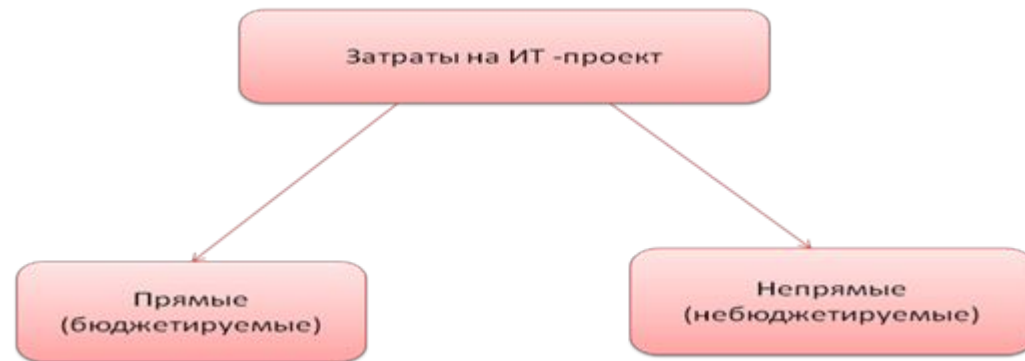 Затраты на ИТ -проект
Прямые
(бюджетируемые)
Непрямые
(небюджетируемые)